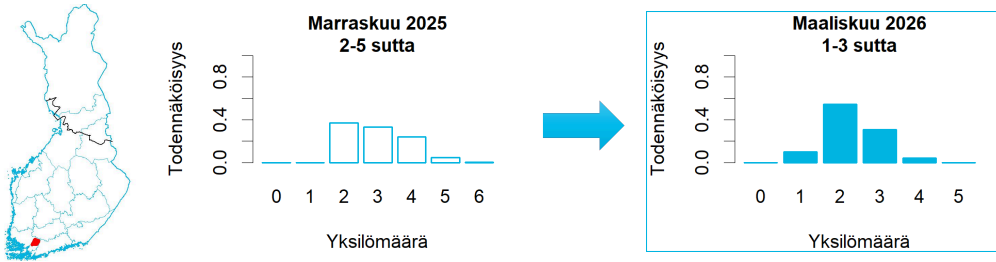 Marraskuu 2025
2-5 sutta
Todennäköisyys
0.0 0.4 0.8
0 1 2 3 4 5 6
Yksilömäärä
Maaliskuu 2026
1-3 sutta
Todennäköisyys
0.0 0.4 0.8
0 1 2 3 4 5
Yksilömäärä